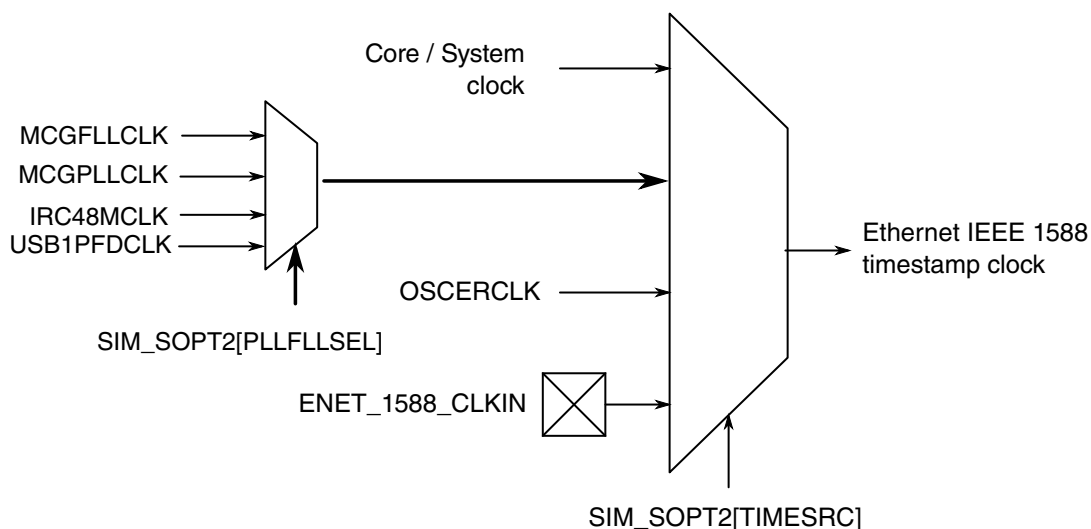 Core / System
clock
MCGFLLCLK
MCGPLLCLK
IRC48MCLK
USB1PFDCLK
Ethernet IEEE 1588
timestamp clock
OSCERCLK
SIM_SOPT2[PLLFLLSEL]
ENET_1588_CLKIN
SIM_SOPT2[TIMESRC]